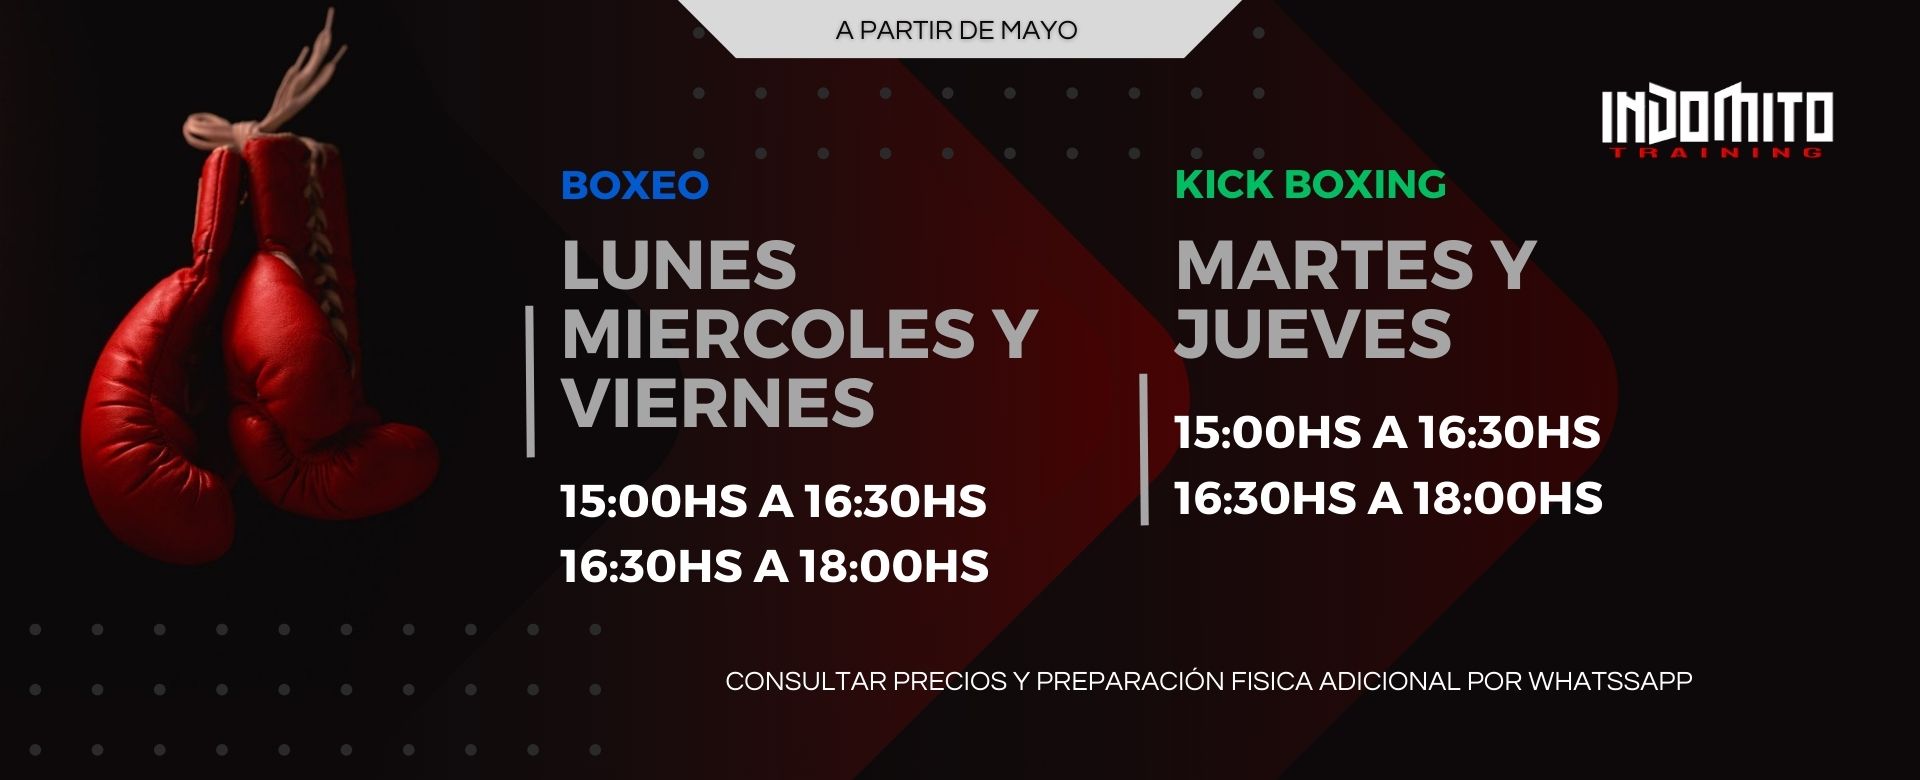 A PARTIR DE MAYO
INDOMITO
TRAINING
BOXEO
LUNES
MIERCOLES Y
VIERNES
15:00HS A 16:30HS
16:30HS A 18:00HS
KICK BOXING
MARTES Y
JUEVES
15:00HS A 16:30HS
16:30HS A 18:00HS
CONSULTAR PRECIOS Y PREPARACIÓN FISICA ADICIONAL POR WHATSSAPP